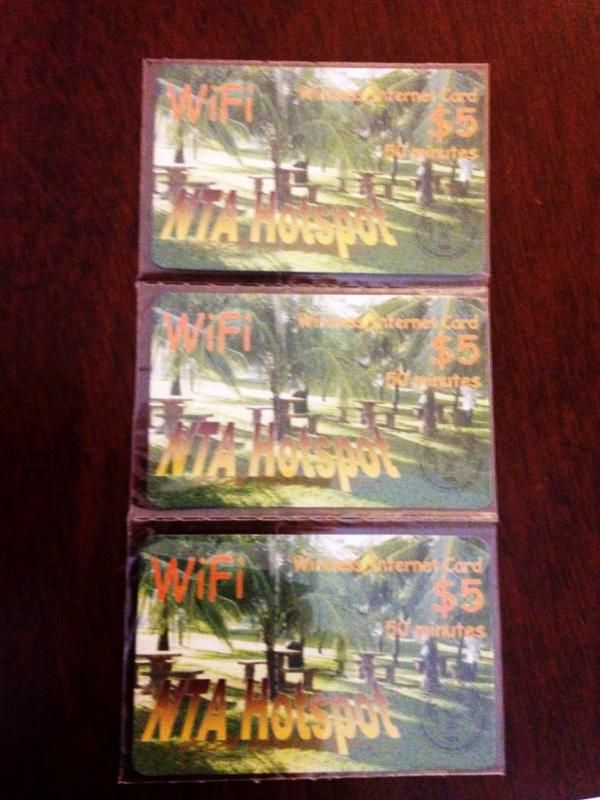 WiFi
Wireless Internet Card
$5
50 minutes
NTA Hotspot
WiFi
Wireless Internet Card
$5
50 minutes
NTA Hotspot
WiFi
Wireless Internet Card
$5
50 minutes
NTA Hotspot